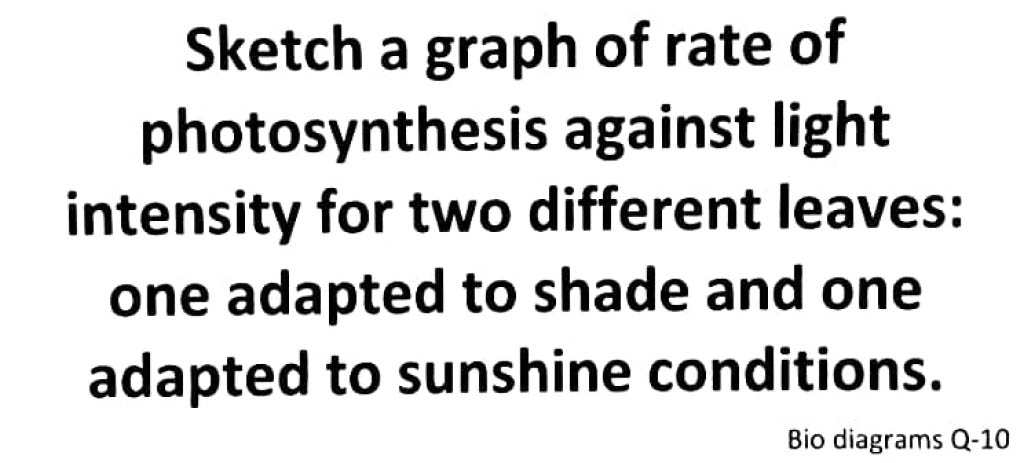 Sketch a graph of rate of
photosynthesis against light
intensity for two different leaves:
one adapted to shade and one
adapted to sunshine conditions.
Bio diagrams Q-10